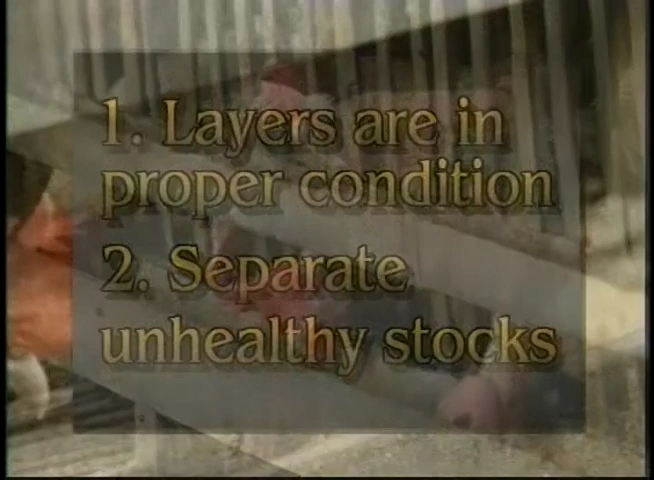 1. Layers are in
proper condition
2. Separate
unhealthy stocks